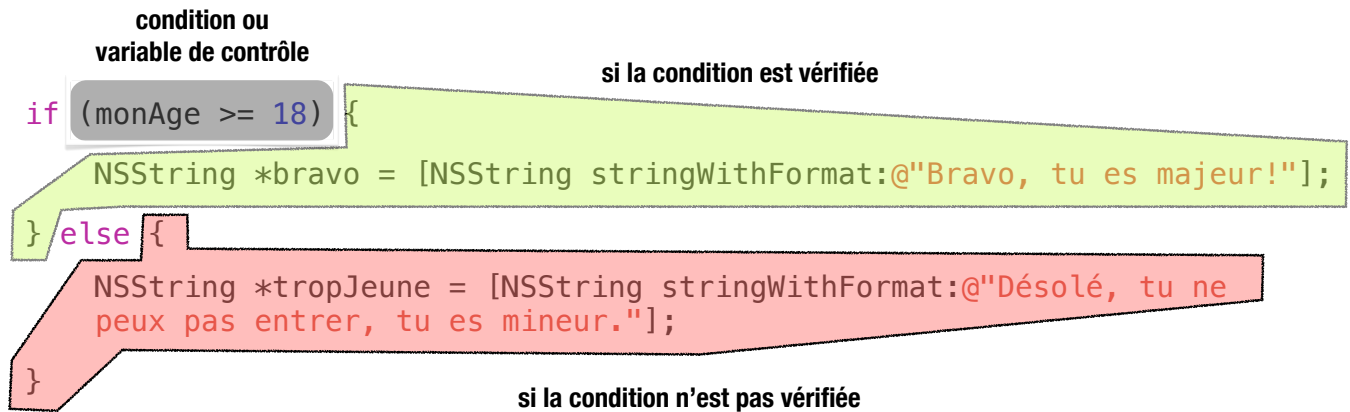 condition ou
variable de contrôle
si la condition est vérifiée
if (monAge >= 18) {
NSString *bravo = [NSString stringWithFormat:@"Bravo, tu es majeur!"];
} else {
NSString *tropJeune = [NSString stringWithFormat:@"Désolé, tu ne
peux pas entrer, tu es mineur."];
}
si la condition n'est pas vérifiée